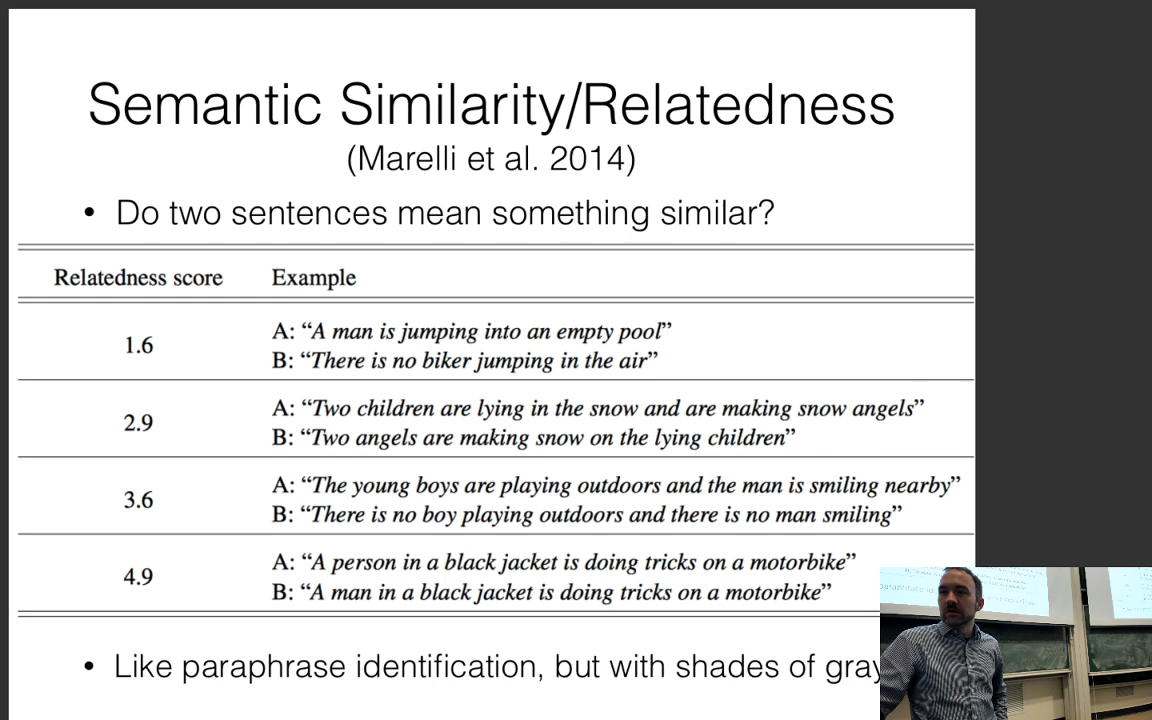 Semantic Similarity/Relatedness
(Marelli et al. 2014)
• Do two sentences mean something similar?
Relatedness score Example
1.6
A: “A man is jumping into an empty pool”
B: “There is no biker jumping in the air”
2.9
A: “Two children are lying in the snow and are making snow angels”
B: “Two angels are making snow on the lying children”
3.6
A: “The young boys are playing outdoors and the man is smiling nearby”
B: “There is no boy playing outdoors and there is no man smiling”
4.9
A: “A person in a black jacket is doing tricks on a motorbike”
B: “A man in a black jacket is doing tricks on a motorbike”
• Like paraphrase identification, but with shades of gray